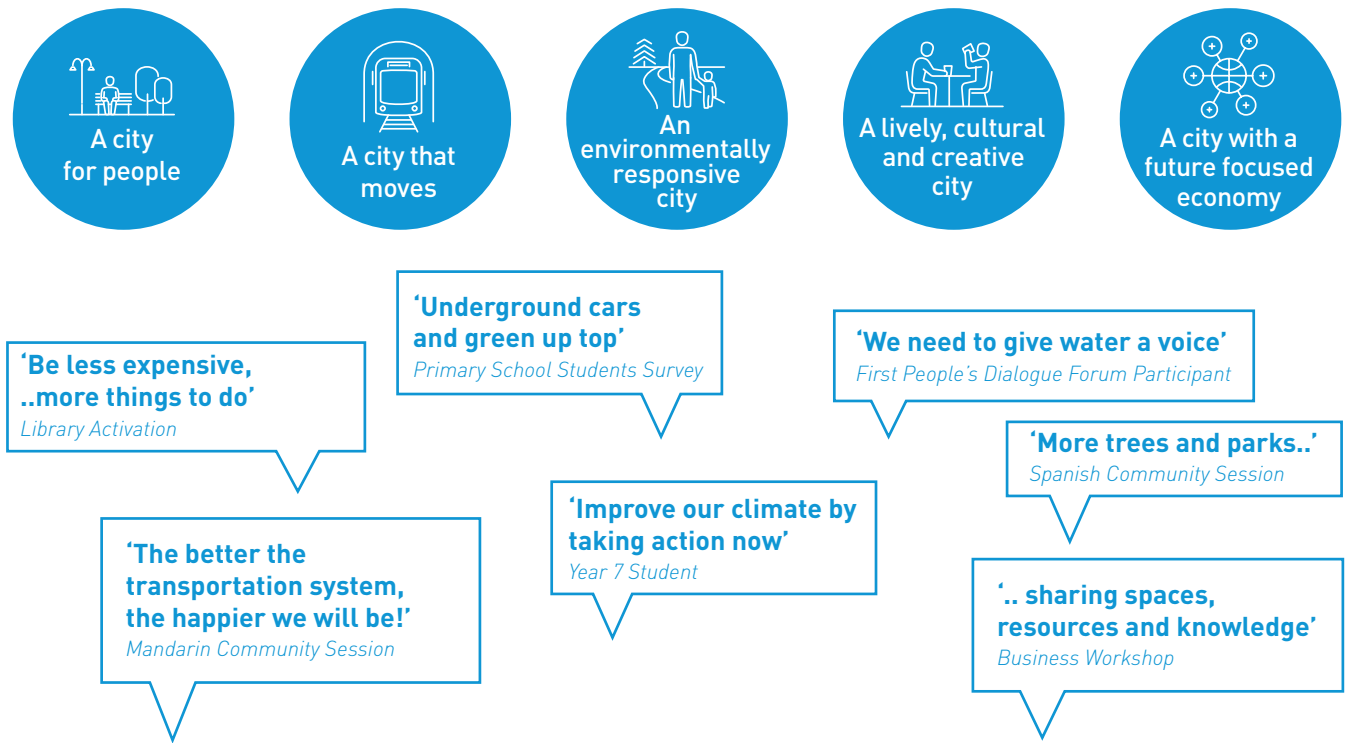 A city
for people
A city that
moves
An
environmentally
responsive
city
A lively, cultural
and creative
city
A city with a
future focused
economy
‘Underground cars
and green up top’
Primary School Students Survey
‘We need to give water a voice’
First People’s Dialogue Forum Participant
‘Be less expensive,
..more things to do’
Library Activation
‘More trees and parks..’
Spanish Community Session
‘Improve our climate by
taking action now’
Year 7 Student
‘The better the
transportation system,
the happier we will be!’
Mandarin Community Session
‘.. sharing spaces,
resources and knowledge’
Business Workshop